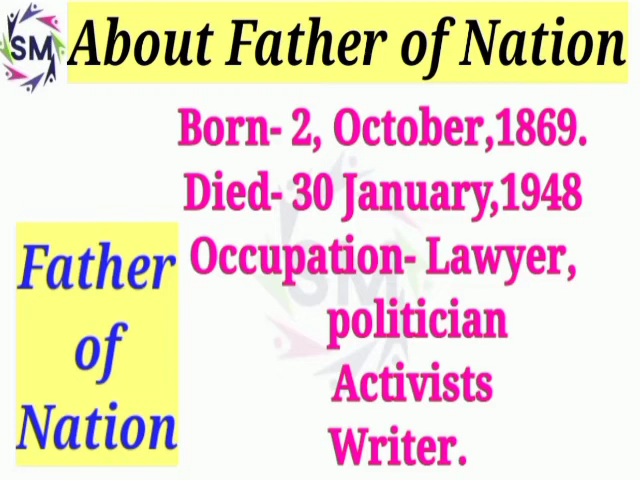 SM
About Father of Nation
Born- 2, October,1869.
Died- 30 January,1948
Occupation- Lawyer,
politician
Activists
Writer.
Father
of
Nation
SM